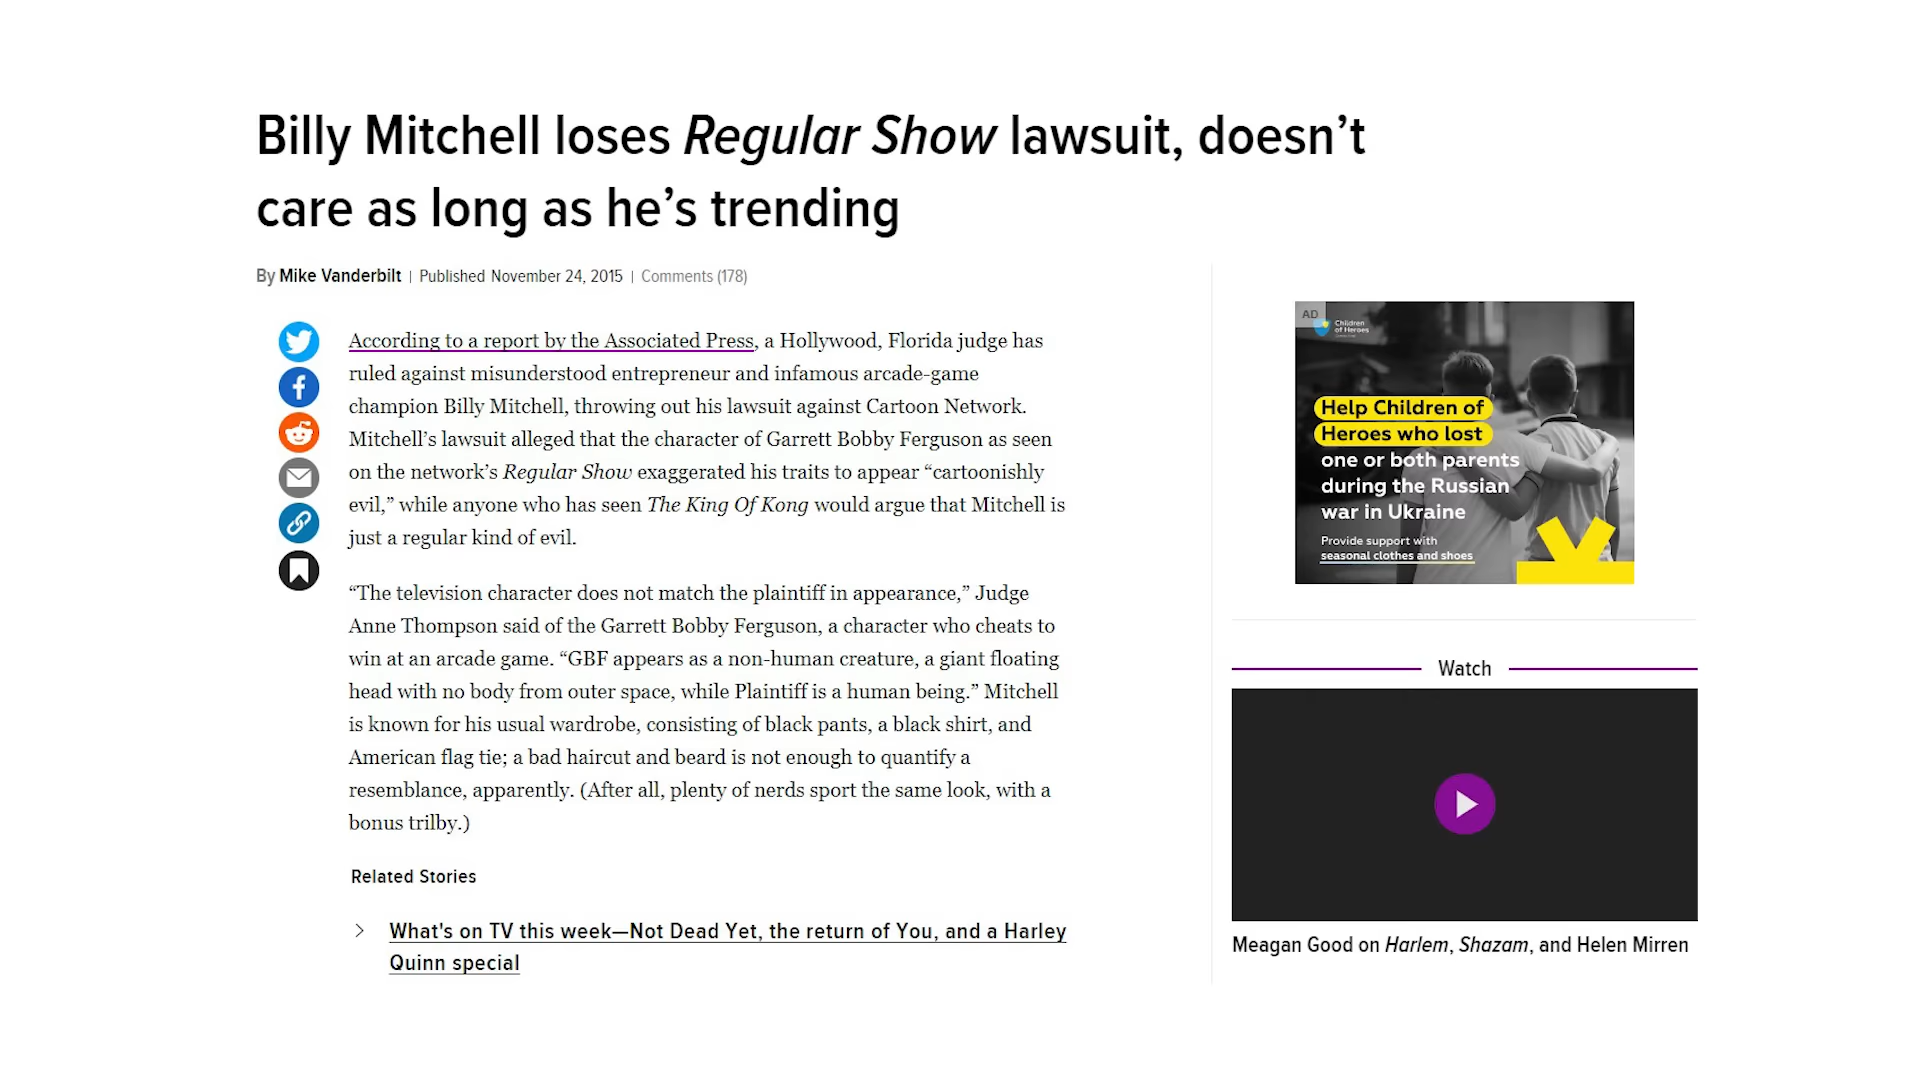 Billy Mitchell loses Regular Show lawsuit, doesn’t
care as long as he’s trending
By Mike Vanderbilt | Published November 24, 2015 | Comments (178)
According to a report by the Associated Press, a Hollywood, Florida judge has
ruled against misunderstood entrepreneur and infamous arcade-game
champion Billy Mitchell, throwing out his lawsuit against Cartoon Network.
Mitchell’s lawsuit alleged that the character of Garrett Bobby Ferguson as seen
on the network’s Regular Show exaggerated his traits to appear “cartoonishly
evil,” while anyone who has seen The King Of Kong would argue that Mitchell is
just a regular kind of evil.
“The television character does not match the plaintiff in appearance,” Judge
Anne Thompson said of the Garrett Bobby Ferguson, a character who cheats to
win at an arcade game. “GBF appears as a non-human creature, a giant floating
head with no body from outer space, while Plaintiff is a human being.” Mitchell
is known for his usual wardrobe, consisting of black pants, a black shirt, and
American flag tie; a bad haircut and beard is not enough to quantify a
resemblance, apparently. (After all, plenty of nerds sport the same look, with a
bonus trilby.)
Related Stories
What's on TV this week—Not Dead Yet, the return of You, and a Harley
Quinn special
AD
Children
of Heroes
Help Children of
Heroes who lost
one or both parents
during the Russian
war in Ukraine
Provide support with
seasonal clothes and shoes
Watch
Meagan Good on Harlem, Shazam, and Helen Mirren